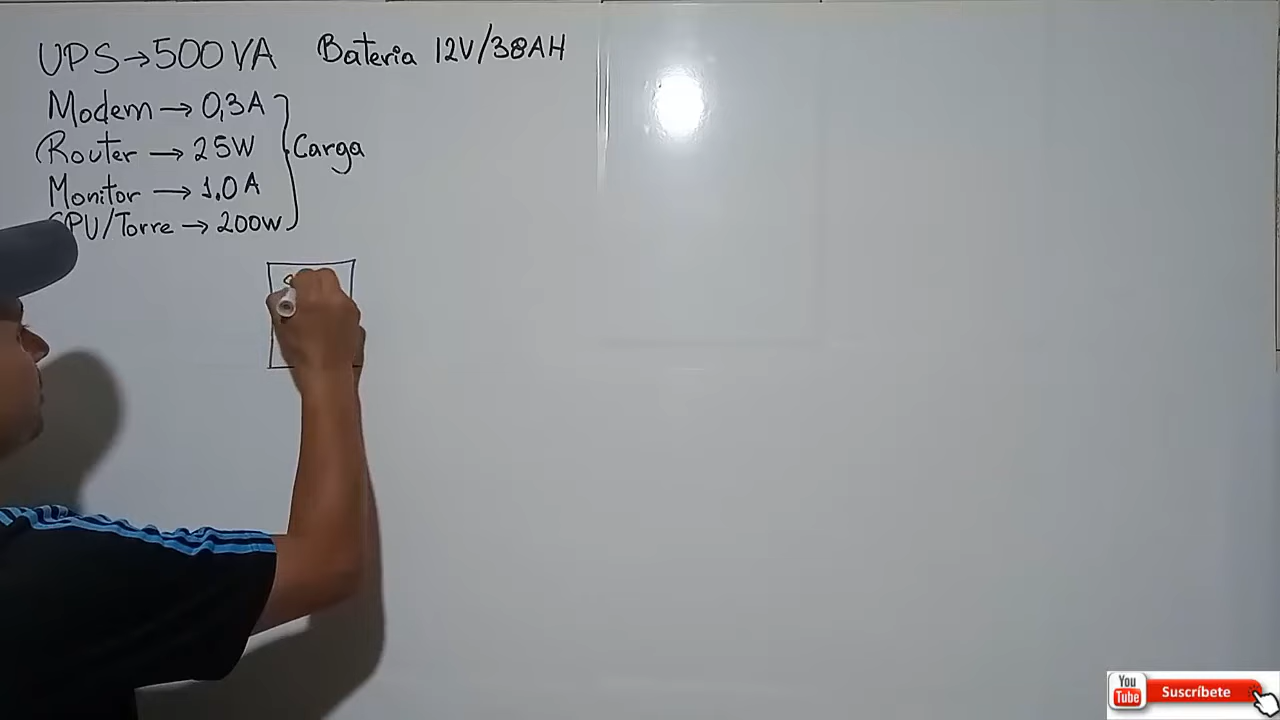 UPS→500VA Bateria 12V/38AH
Modem → 0,3A
Router → 25W
Monitor → 1.0A
CPU/Torre → 200W
Carga
You
Tube
Suscríbete